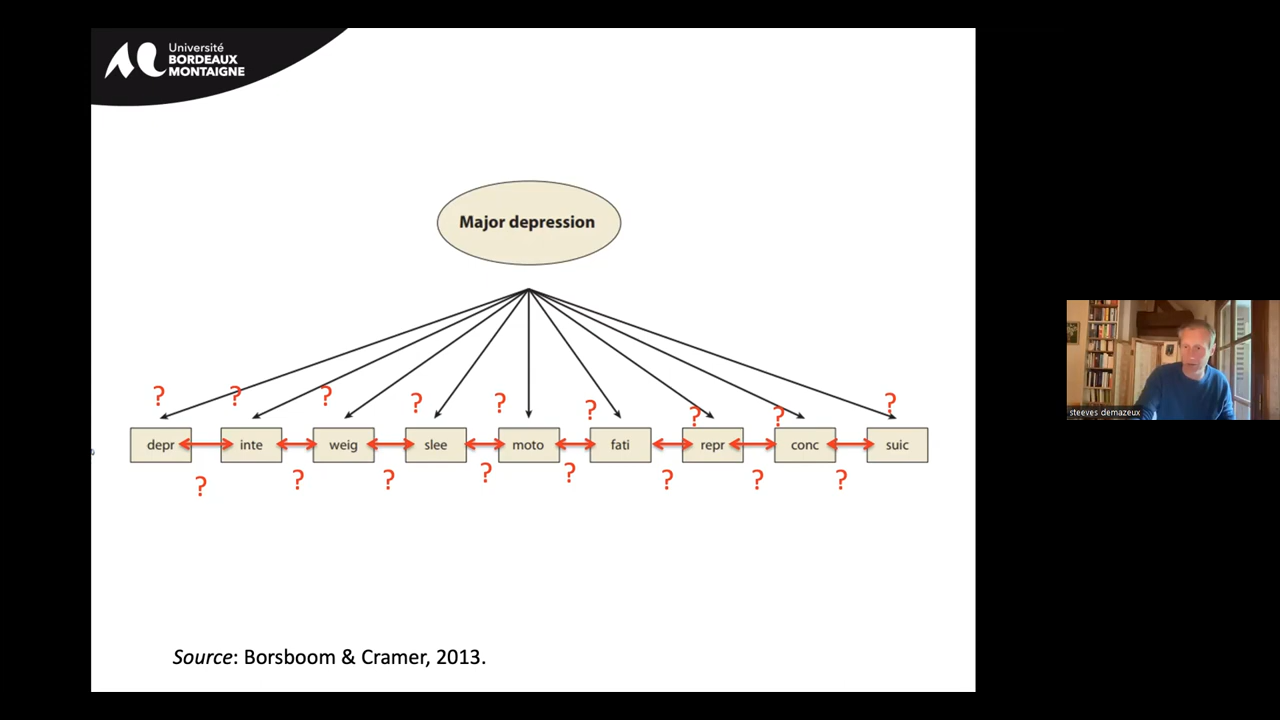 Université
BORDEAUX
MONTAIGNE
Major depression
? ? ? ? ? ? ? ? ?
depr inte weig slee moto fati repr conc suic
? ? ? ? ? ? ? ?
steeves demazeux
Source: Borsboom & Cramer, 2013.